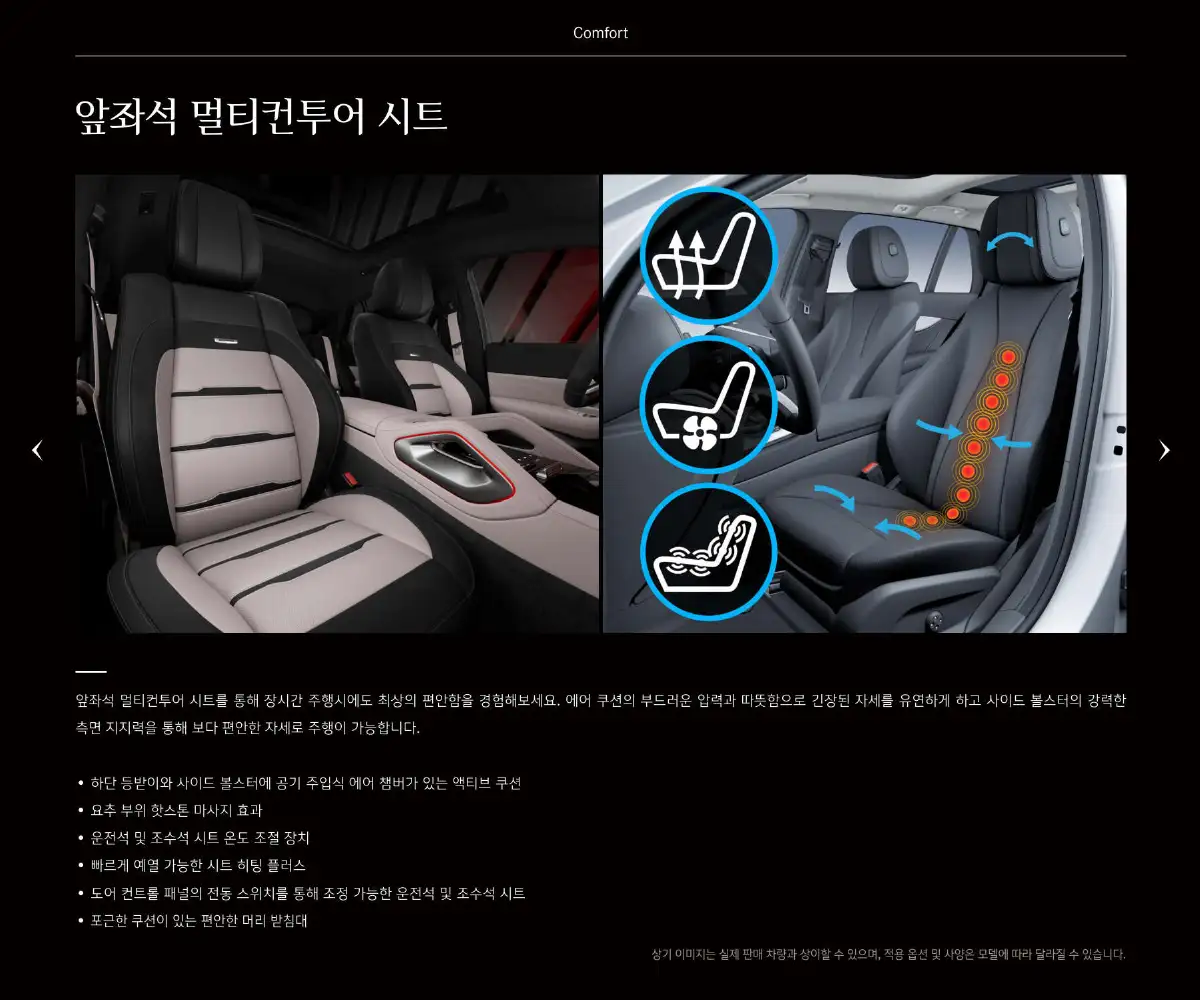 Comfort
앞좌석 멀티컨투어 시트
앞좌석 멀티컨투어 시트를 통해 장시간 주행시에도 최상의 편안함을 경험해보세요. 에어 쿠션의 부드러운 압력과 따뜻함으로 긴장된 자세를 유연하게 하고 사이드 볼스터의 강력한
측면 지지력을 통해 보다 편안한 자세로 주행이 가능합니다.
• 하단 등받이와 사이드 볼스터에 공기 주입식 에어 챔버가 있는 액티브 쿠션
• 요추 부위 핫스톤 마사지 효과
• 운전석 및 조수석 시트 온도 조절 장치
• 빠르게 예열 가능한 시트 히팅 플러스
• 도어 컨트롤 패널의 전동 스위치를 통해 조정 가능한 운전석 및 조수석 시트
• 포근한 쿠션이 있는 편안한 머리 받침대
상기 이미지는 실제 판매 차량과 상이할 수 있으며, 적용 옵션 및 사양은 모델에 따라 달라질 수 있습니다.